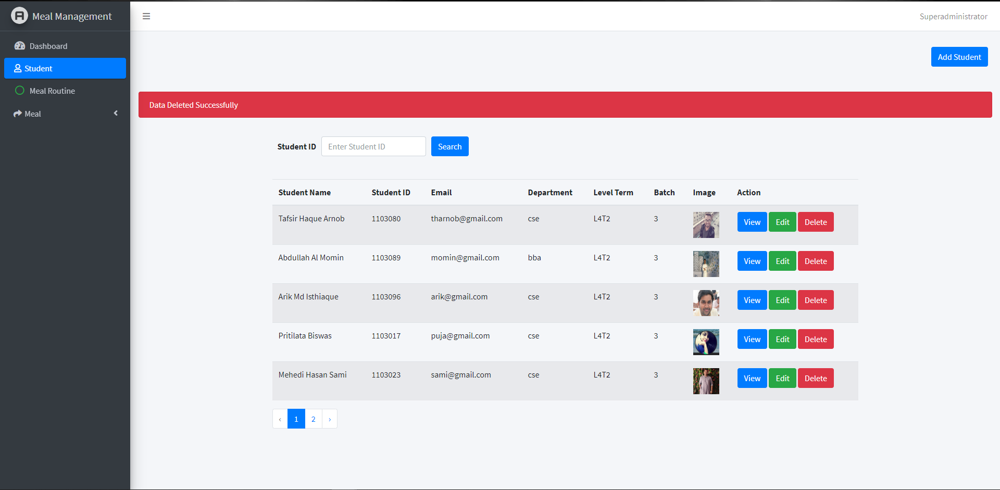 Meal Management
Superadministrator
Dashboard
Student
Meal Routine
Meal
Add Student
Data Deleted Successfully
Student ID Enter Student ID Search
Student Name Student ID Email Department Level Term Batch Image Action
Tafsir Haque Arnob 1103080 tharnob@gmail.com cse L4T2 3 View Edit Delete
Abdullah Al Momin 1103089 momin@gmail.com bba L4T2 3 View Edit Delete
Arik Md Isthiaque 1103096 arik@gmail.com cse L4T2 3 View Edit Delete
Pritilata Biswas 1103017 puja@gmail.com cse L4T2 3 View Edit Delete
Mehedi Hasan Sami 1103023 sami@gmail.com cse L4T2 3 View Edit Delete
‹ 1 2 ›